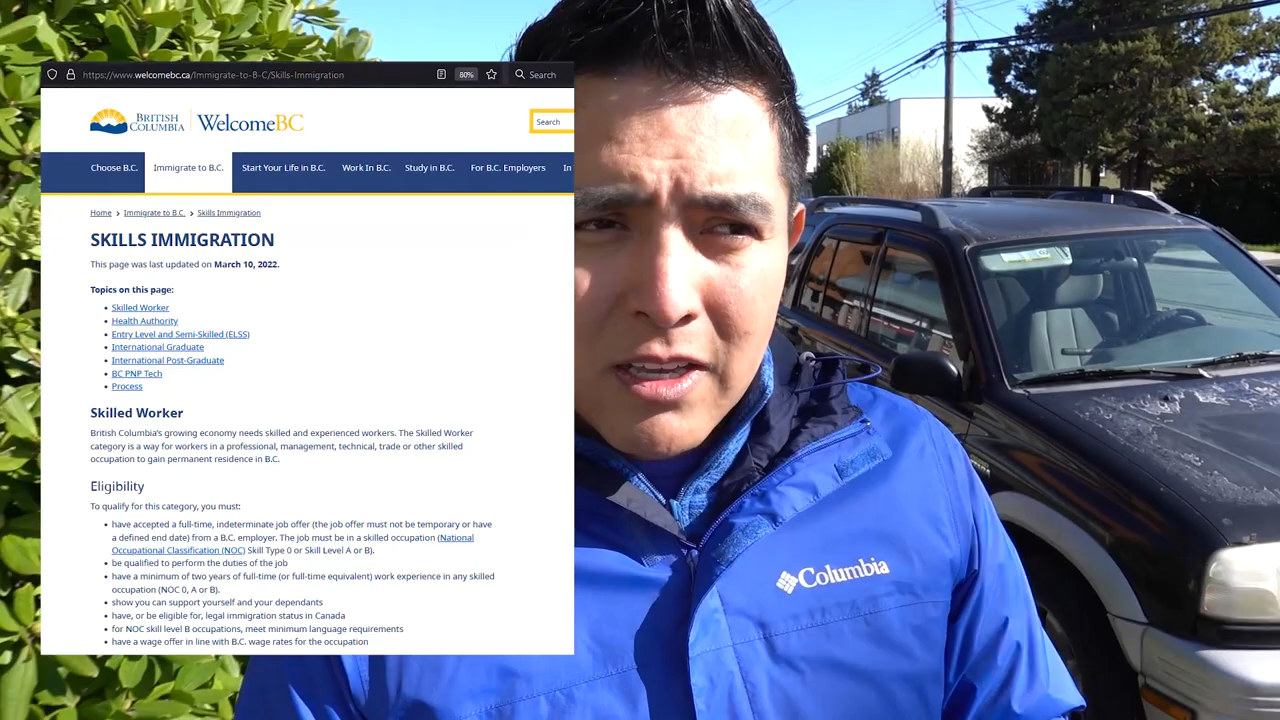 https://www.welcomebc.ca/Immigrate-to-B-C/Skills-Immigration
80%
Search
BRITISH
COLUMBIA
WelcomeBC
Search
Choose B.C.
Immigrate to B.C.
Start Your Life in B.C.
Work In B.C.
Study in B.C.
For B.C. Employers
In
Home > Immigrate to B.C. > Skills Immigration
SKILLS IMMIGRATION
This page was last updated on March 10, 2022.
Topics on this page:
Skilled Worker
Health Authority
Entry Level and Semi-Skilled (ELSS)
International Graduate
International Post-Graduate
BC PNP Tech
Process
Skilled Worker
British Columbia's growing economy needs skilled and experienced workers. The Skilled Worker
category is a way for workers in a professional, management, technical, trade or other skilled
occupation to gain permanent residence in B.C.
Eligibility
To qualify for this category, you must:
have accepted a full-time, indeterminate job offer (the job offer must not be temporary or have
a defined end date) from a B.C. employer. The job must be in a skilled occupation (National
Occupational Classification (NOC) Skill Type 0 or Skill Level A or B).
be qualified to perform the duties of the job
have a minimum of two years of full-time (or full-time equivalent) work experience in any skilled
occupation (NOC 0, A or B).
show you can support yourself and your dependants
have, or be eligible for, legal immigration status in Canada
for NOC skill level B occupations, meet minimum language requirements
have a wage offer in line with B.C. wage rates for the occupation
Columbia